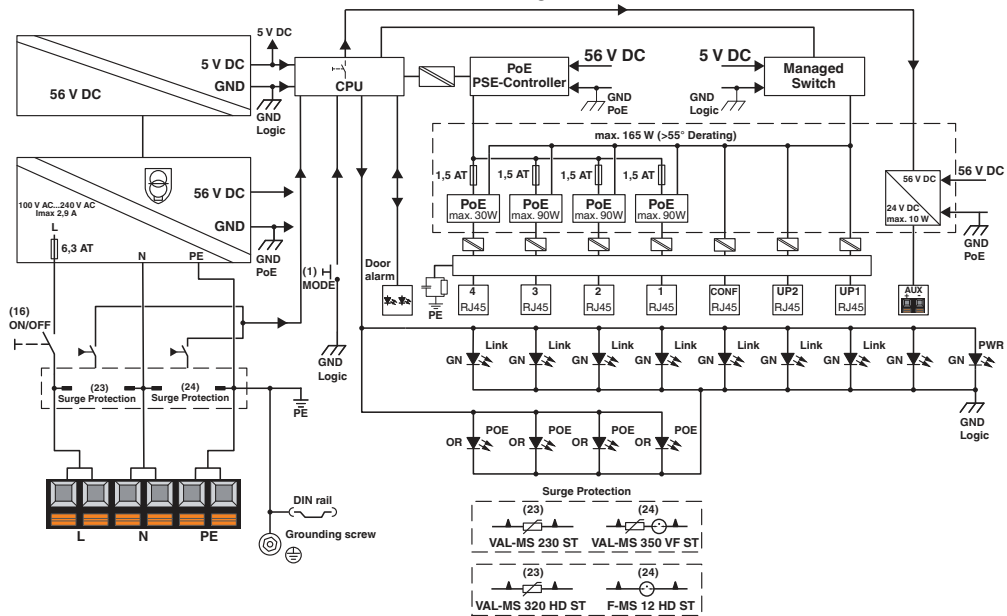 5 V DC
5 V DC
GND
GND
Logic
56 V DC
CPU
PoE
PSE-Controller
56 V DC
GND
PoE
5 V DC
GND
Logic
Managed
Switch
max. 165 W (>55° Derating)
1,5 AT
1,5 AT
1,5 AT
1,5 AT
PoE
max. 30W
PoE
max. 90W
PoE
max. 90W
PoE
max. 90W
56 V DC
24 V DC
max. 10 W
56 V DC
GND
PoE
100 V AC...240 V AC
Imax 2,9 A
L
6,3 AT
N
PE
56 V DC
GND
GND
PoE
(1)
MODE
GND
Logic
Door
alarm
PE
4
RJ45
3
RJ45
2
RJ45
1
RJ45
CONF
RJ45
UP2
RJ45
UP1
RJ45
AUX
+ -
(16)
ON/OFF
(23)
Surge Protection
(24)
Surge Protection
PE
GN
Link
GN
Link
GN
Link
GN
Link
GN
Link
GN
Link
GN
Link
GN
GN
PWR
GND
Logic
OR
POE
OR
POE
OR
POE
OR
POE
L
N
PE
DIN rail
Grounding screw
Surge Protection
(23)
VAL-MS 230 ST
(24)
VAL-MS 350 VF ST
(23)
VAL-MS 320 HD ST
(24)
F-MS 12 HD ST